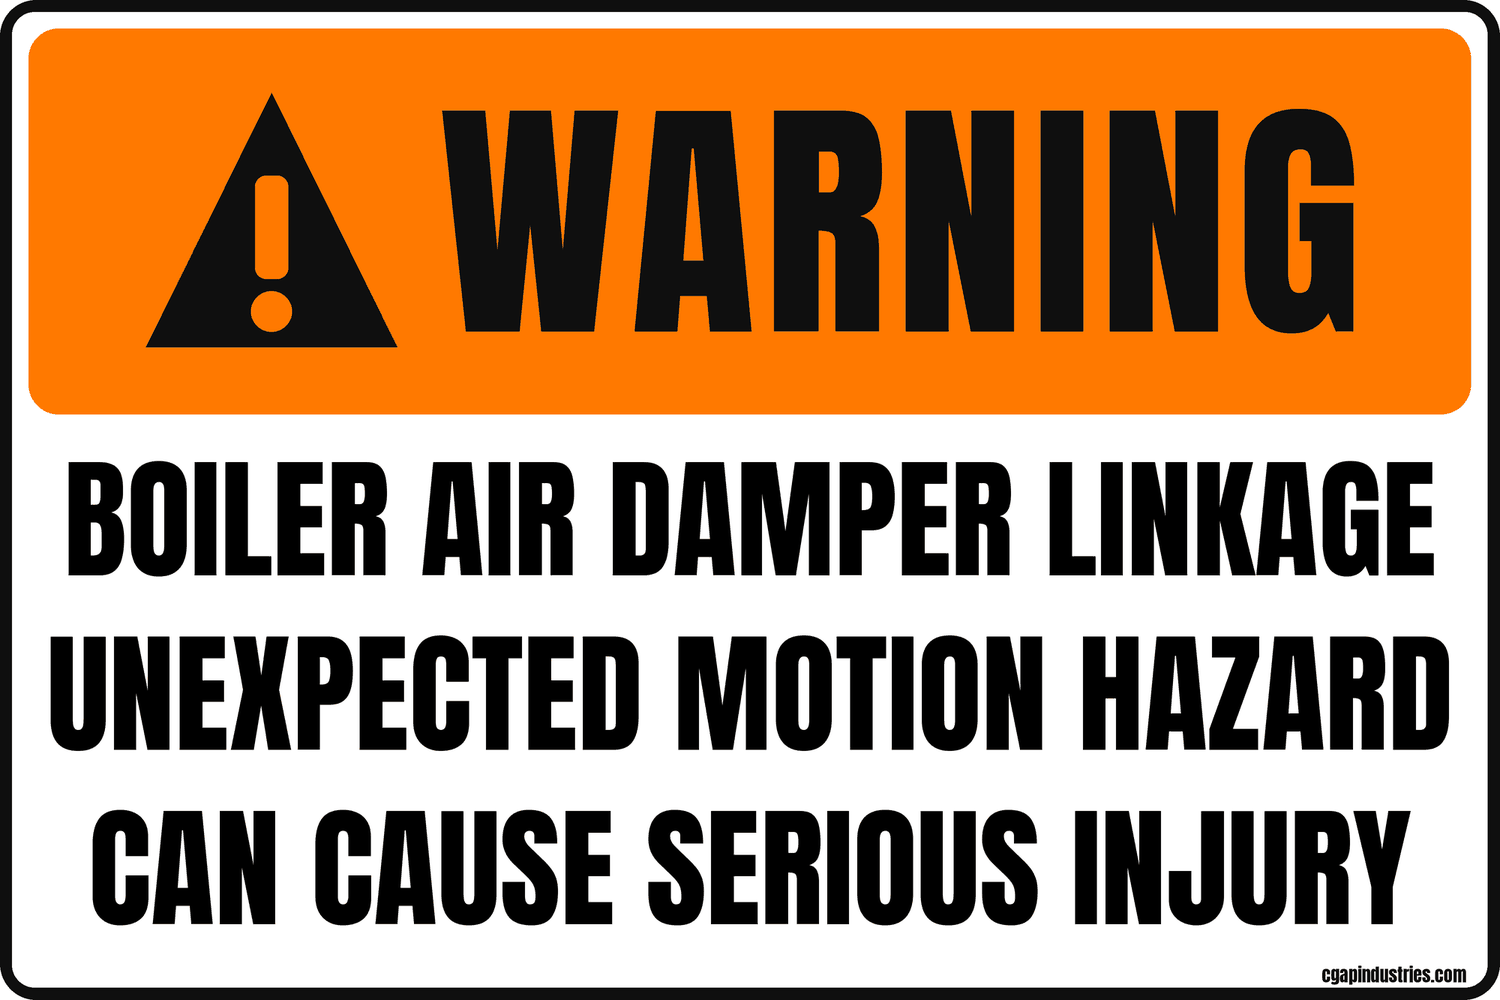 WARNING
BOILER AIR DAMPER LINKAGE
UNEXPECTED MOTION HAZARD
CAN CAUSE SERIOUS INJURY
cgapindustries.com